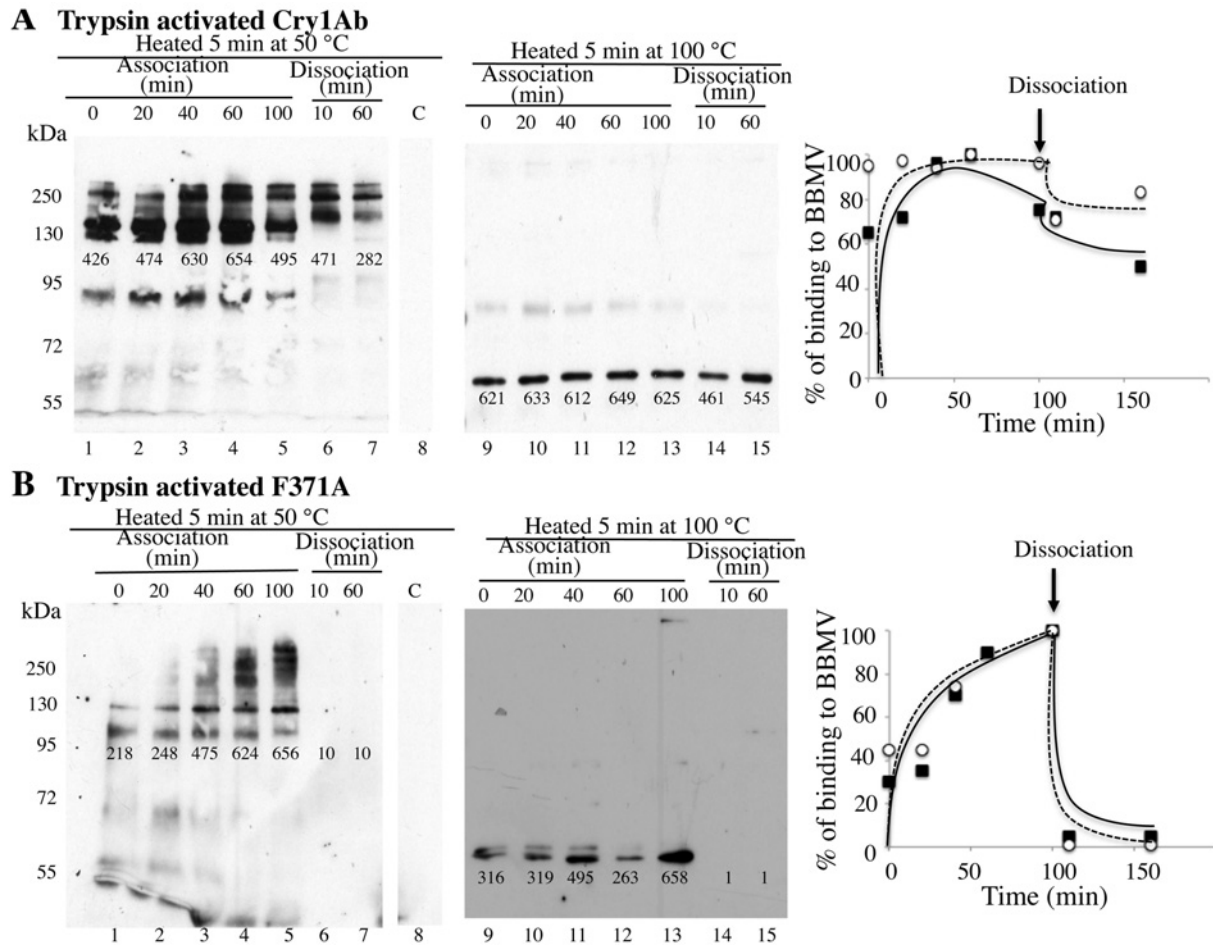 A Trypsin activated Cry1Ab
Heated 5 min at 50 °C
Association (min)
Dissociation (min)
0 20 40 60 100 10 60 C
kDa
250
130
426 474 630 654 495 471 282
95
72
55
1 2 3 4 5 6 7 8
Heated 5 min at 100 °C
Association (min)
Dissociation (min)
0 20 40 60 100 10 60
621 633 612 649 625 461 545
9 10 11 12 13 14 15
Dissociation
% of binding to BBMV
100
80
60
40
20
0
0 50 100 150
Time (min)
B Trypsin activated F371A
Heated 5 min at 50 °C
Association (min)
Dissociation (min)
0 20 40 60 100 10 60 C
kDa
250
130
95
218 248 475 624 656 10 10
72
55
1 2 3 4 5 6 7 8
Heated 5 min at 100 °C
Association (min)
Dissociation (min)
0 20 40 60 100 10 60
316 319 495 263 658 1 1
9 10 11 12 13 14 15
Dissociation
% of binding to BBMV
100
80
60
40
20
0
0 50 100 150
Time (min)